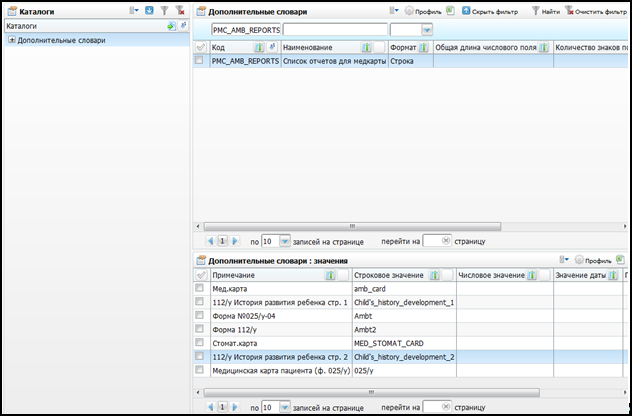 Каталоги
Каталоги
Дополнительные словари
Дополнительные словари
Профиль Скрыть фильтр Найти Очистить фильтр
PMC_AMB_REPORTS
Код Наименование Формат Общая длина числового поля Количество знаков по
PMC_AMB_REPORTS Список отчетов для медкарты Строка
1 по 10 записей на странице перейти на страницу
Дополнительные словари : значения
Профиль
Примечание Строковое значение Числовое значение Значение даты П
Мед.карта amb_card
112/у История развития ребенка стр. 1 Child's_history_development_1
Форма №025/у-04 Ambt
Форма 112/у Ambt2
Стомат.карта MED_STOMAT_CARD
112/у История развития ребенка стр. 2 Child's_history_development_2
Медицинская карта пациента (ф. 025/у) 025/у
1 по 10 записей на странице перейти на страницу